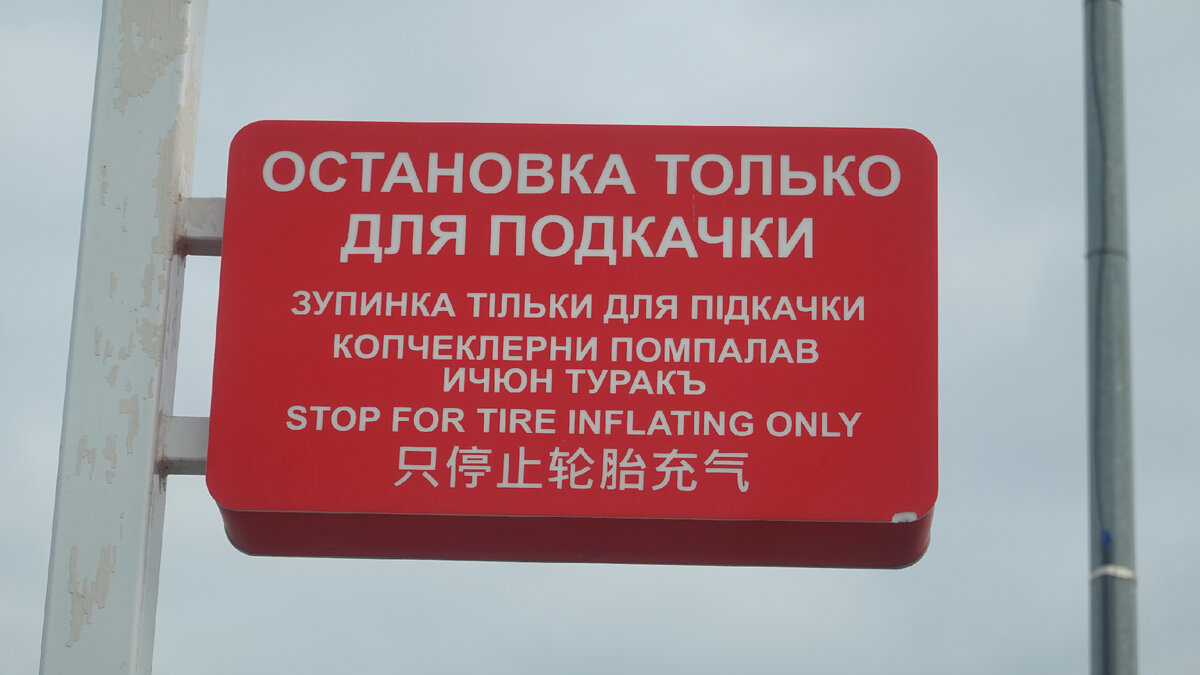 ОСТАНОВКА ТОЛЬКО
ДЛЯ ПОДКАЧКИ
ЗУПИНКА ТІЛЬКИ ДЛЯ ПІДКАЧКИ
КОПЧЕКЛЕРНИ ПОМПАЛАВ
ИЧЮН ТУРАКЪ
STOP FOR TIRE INFLATING ONLY
只停止轮胎充气